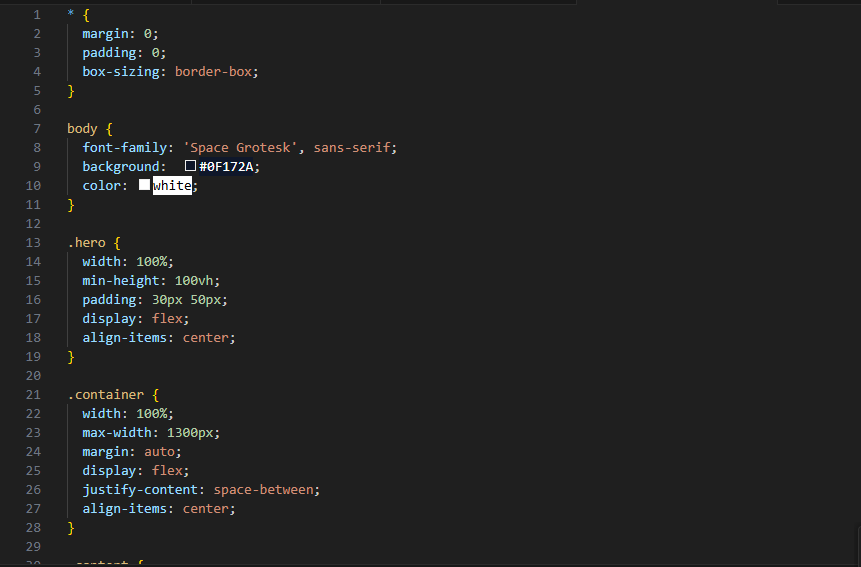 1 * {
2 margin: 0;
3 padding: 0;
4 box-sizing: border-box;
5 }
6
7 body {
8 font-family: 'Space Grotesk', sans-serif;
9 background: #0F172A;
10 color: white;
11 }
12
13 .hero {
14 width: 100%;
15 min-height: 100vh;
16 padding: 30px 50px;
17 display: flex;
18 align-items: center;
19 }
20
21 .container {
22 width: 100%;
23 max-width: 1300px;
24 margin: auto;
25 display: flex;
26 justify-content: space-between;
27 align-items: center;
28 }
29